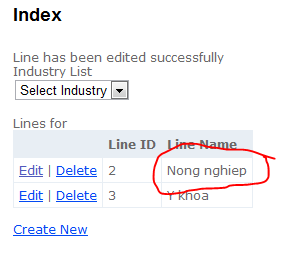 Index
Line has been edited successfully
Industry List
Select Industry
Lines for
Line ID Line Name
Edit | Delete 2 Nong nghiep
Edit | Delete 3 Y khoa
Create New